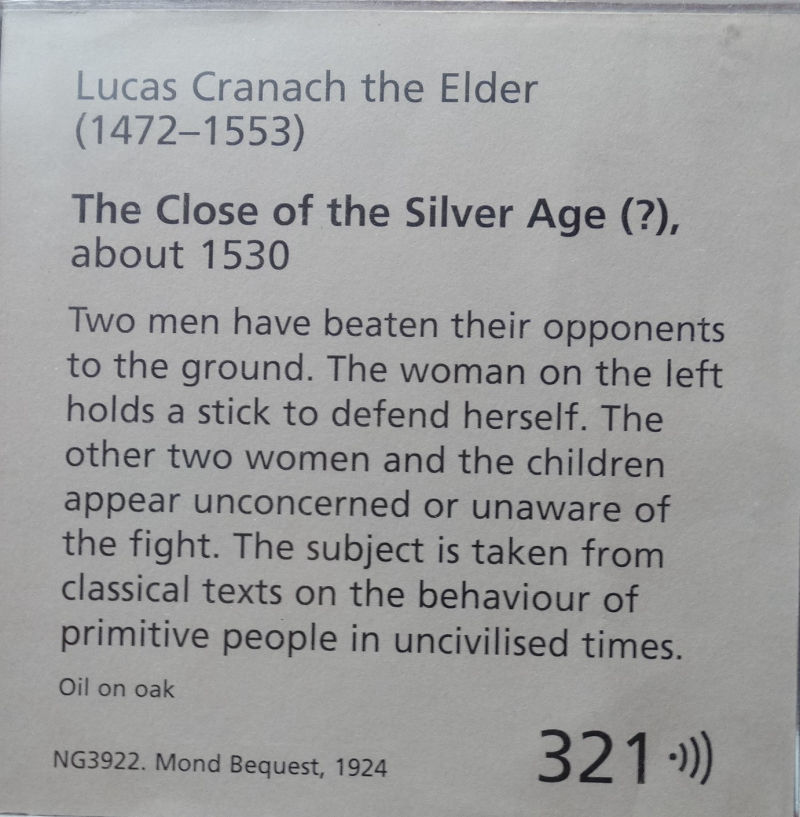 Lucas Cranach the Elder
(1472–1553)
The Close of the Silver Age (?),
about 1530
Two men have beaten their opponents
to the ground. The woman on the left
holds a stick to defend herself. The
other two women and the children
appear unconcerned or unaware of
the fight. The subject is taken from
classical texts on the behaviour of
primitive people in uncivilised times.
Oil on oak
NG3922. Mond Bequest, 1924
321